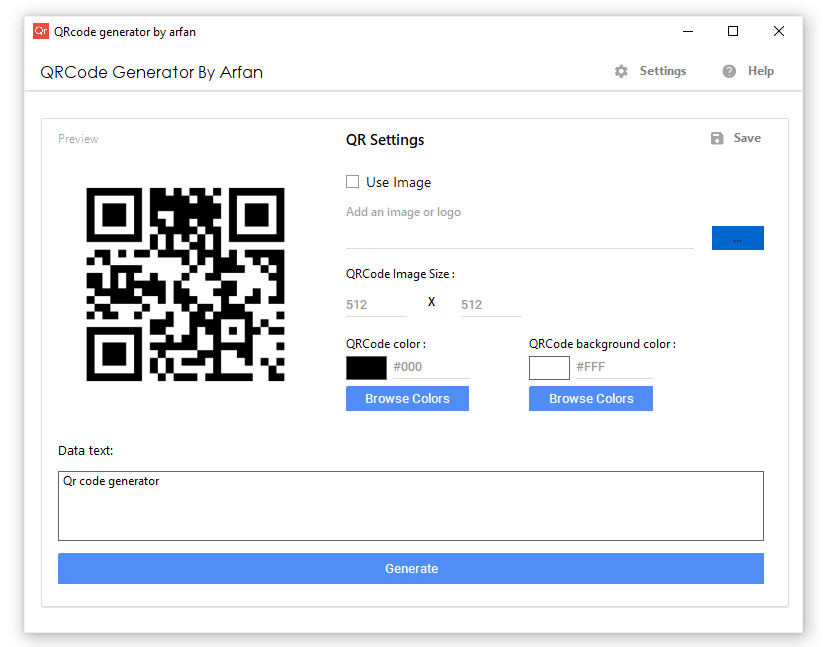 Qr QRcode generator by arfan
QRCode Generator By Arfan
Settings
Help
Preview
QR Settings
Save
Use Image
Add an image or logo
...
QRCode Image Size :
512 X 512
QRCode color :
#000
Browse Colors
QRCode background color :
#FFF
Browse Colors
Data text:
Qr code generator
Generate